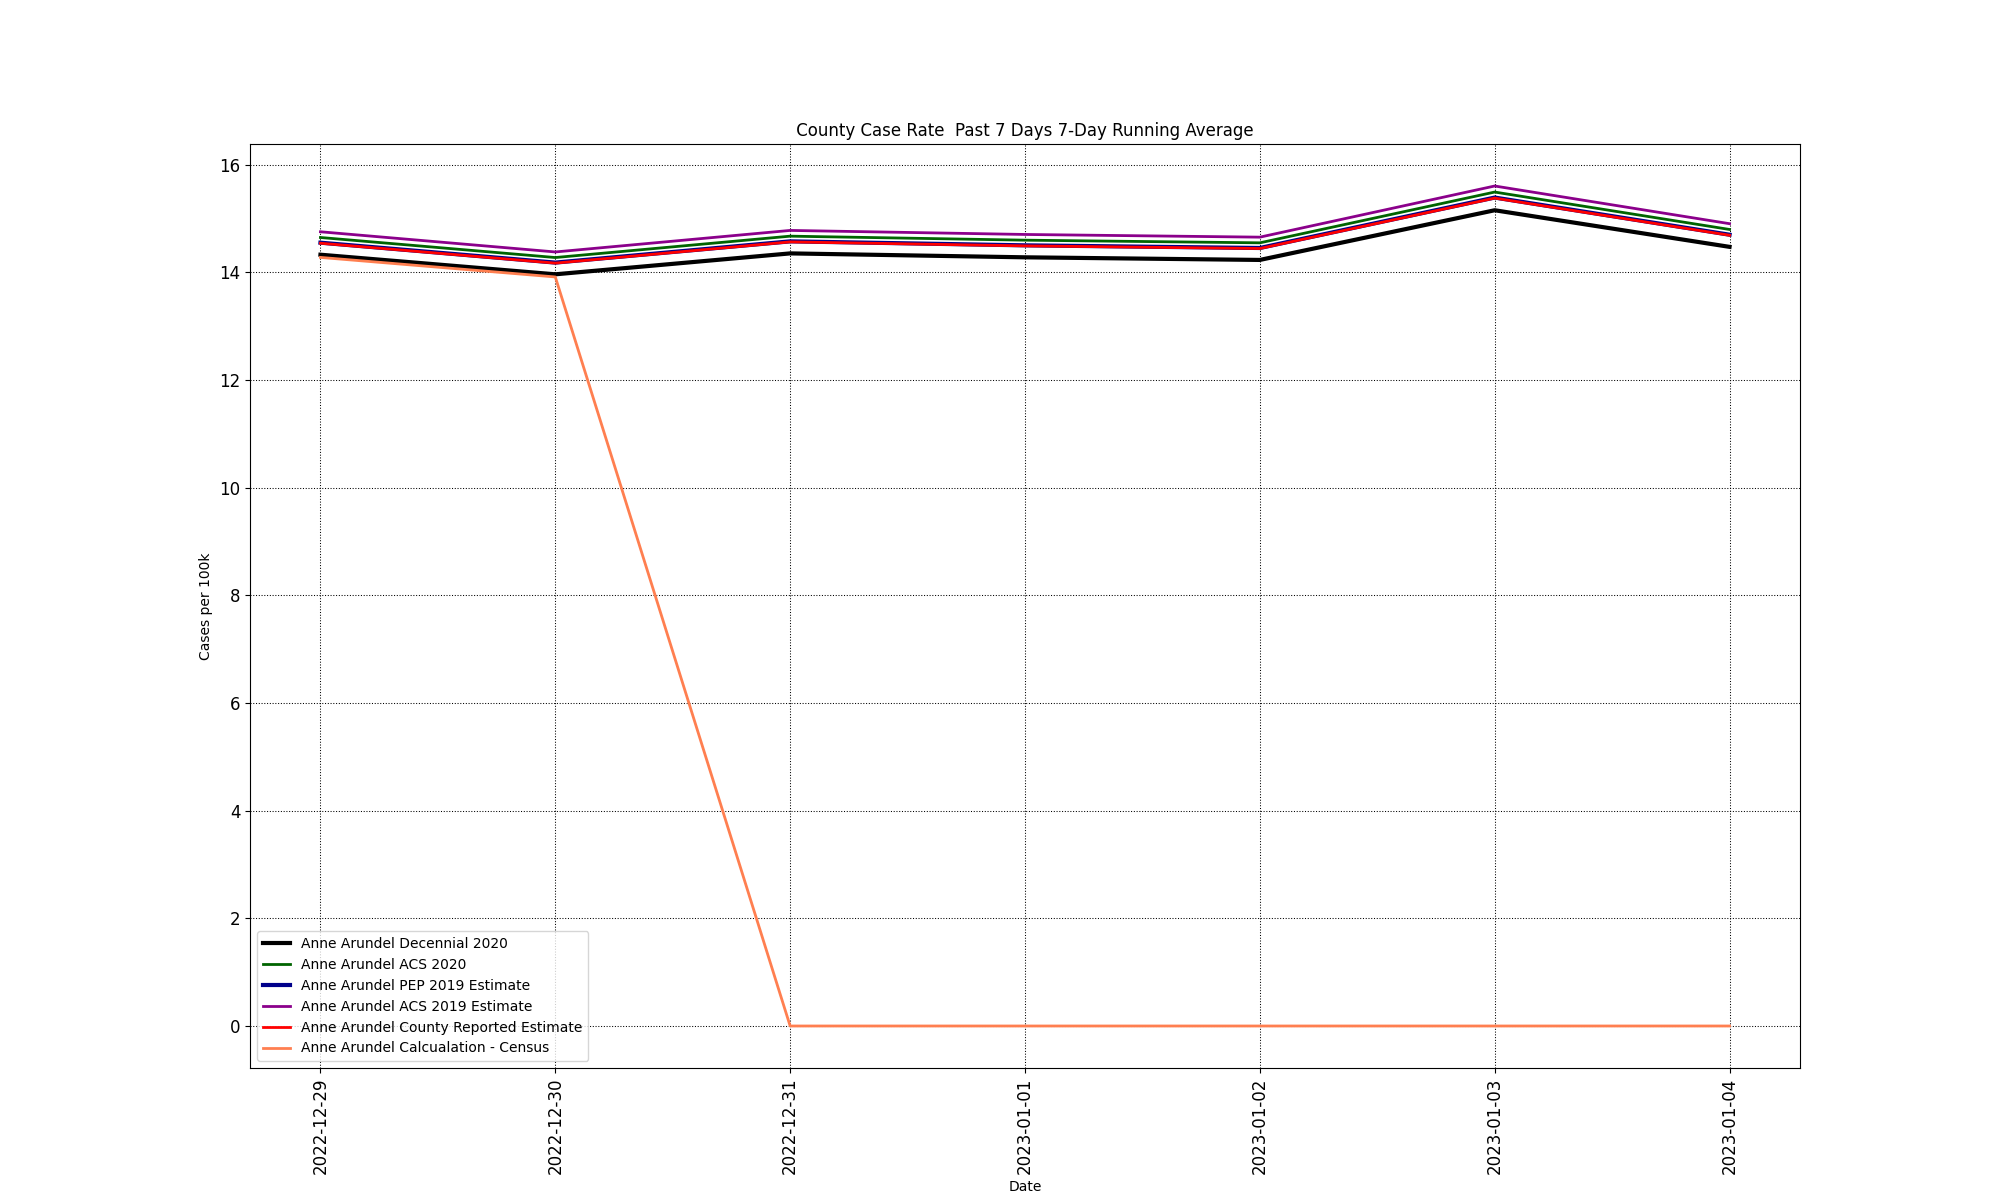 County Case Rate  Past 7 Days 7-Day Running Average
16
14
12
10
8
6
4
2
0
Cases per 100k
Anne Arundel Decennial 2020
Anne Arundel ACS 2020
Anne Arundel PEP 2019 Estimate
Anne Arundel ACS 2019 Estimate
Anne Arundel County Reported Estimate
Anne Arundel Calcualation - Census
2022-12-29
2022-12-30
2022-12-31
2023-01-01
2023-01-02
2023-01-03
2023-01-04
Date